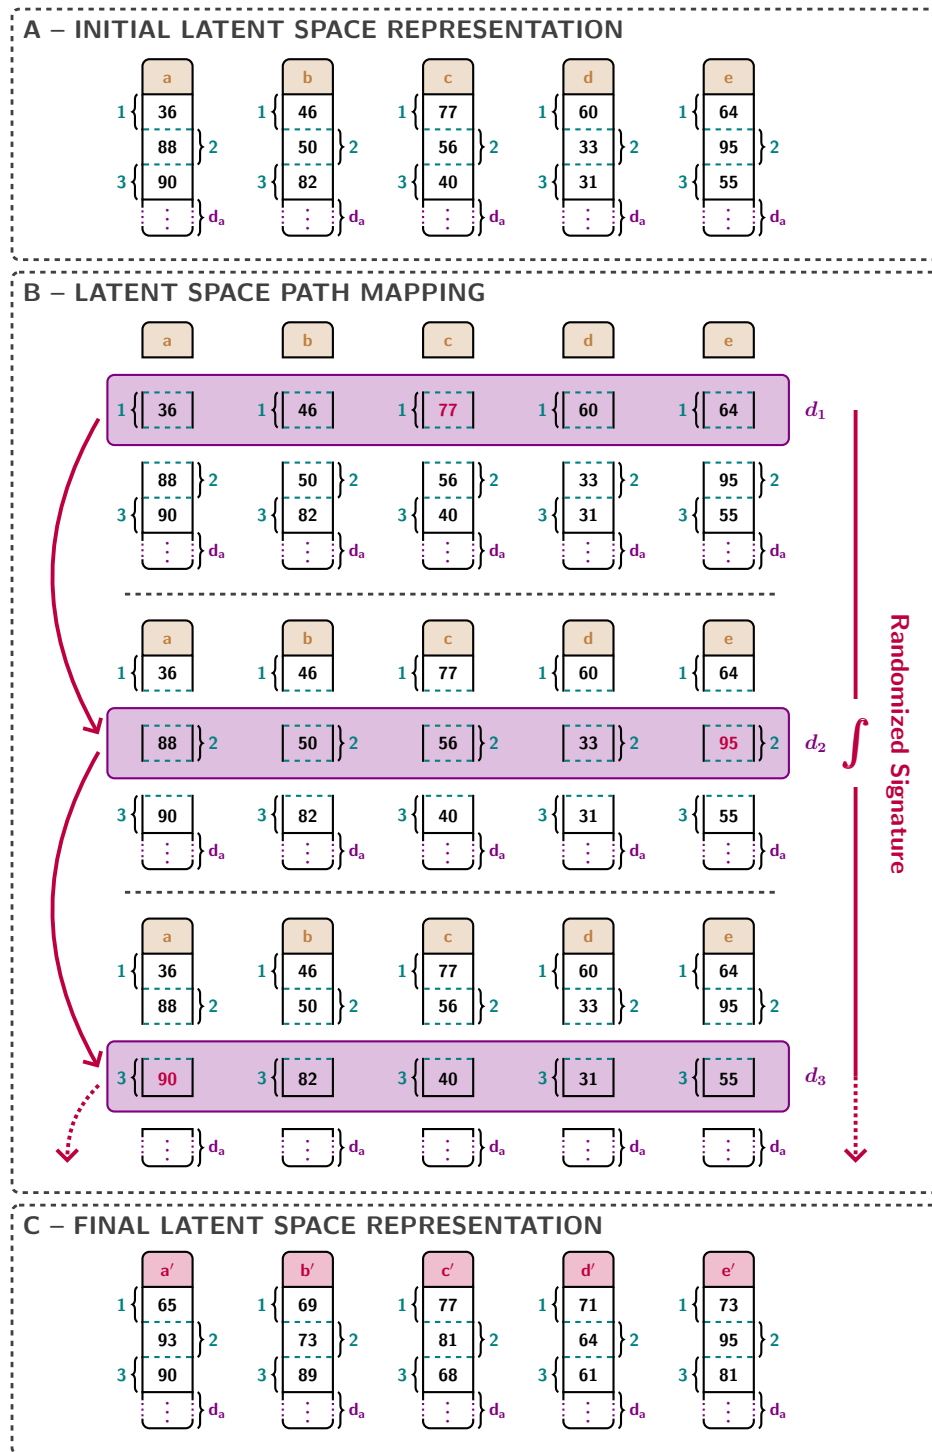 A – INITIAL LATENT SPACE REPRESENTATION
a b c d e
1 36 1 46 1 77 1 60 1 64
88 2 50 2 56 2 33 2 95 2
3 90 3 82 3 40 3 31 3 55
⋮ dₐ ⋮ dₐ ⋮ dₐ ⋮ dₐ ⋮ dₐ
B – LATENT SPACE PATH MAPPING
a b c d e
1 36 1 46 1 77 1 60 1 64 d₁
88 2 50 2 56 2 33 2 95 2
3 90 3 82 3 40 3 31 3 55
⋮ dₐ ⋮ dₐ ⋮ dₐ ⋮ dₐ ⋮ dₐ
a b c d e
1 36 1 46 1 77 1 60 1 64
88 2 50 2 56 2 33 2 95 2 d₂ ∫
Randomized Signature
3 90 3 82 3 40 3 31 3 55
⋮ dₐ ⋮ dₐ ⋮ dₐ ⋮ dₐ ⋮ dₐ
a b c d e
1 36 1 46 1 77 1 60 1 64
88 2 50 2 56 2 33 2 95 2
3 90 3 82 3 40 3 31 3 55 d₃
⋮ dₐ ⋮ dₐ ⋮ dₐ ⋮ dₐ ⋮ dₐ
C – FINAL LATENT SPACE REPRESENTATION
a′ b′ c′ d′ e′
1 65 1 69 1 77 1 71 1 73
93 2 73 2 81 2 64 2 95 2
3 90 3 89 3 68 3 61 3 81
⋮ dₐ ⋮ dₐ ⋮ dₐ ⋮ dₐ ⋮ dₐ